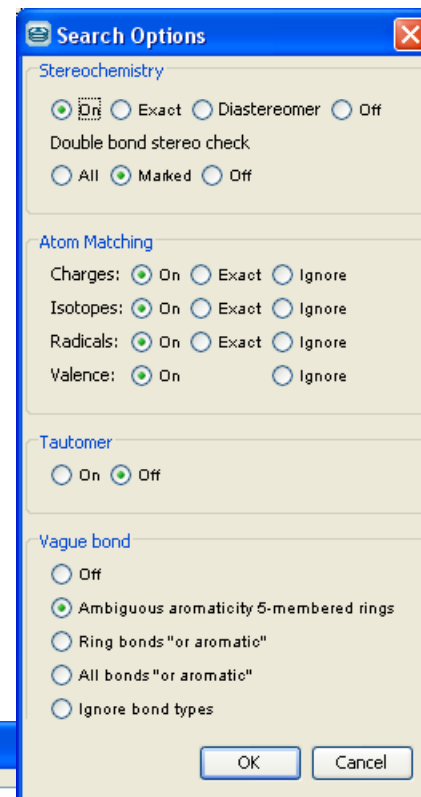 Search Options
Stereochemistry
On Exact Diastereomer Off
Double bond stereo check
All Marked Off
Atom Matching
Charges: On Exact Ignore
Isotopes: On Exact Ignore
Radicals: On Exact Ignore
Valence: On Ignore
Tautomer
On Off
Vague bond
Off
Ambiguous aromaticity 5-membered rings
Ring bonds "or aromatic"
All bonds "or aromatic"
Ignore bond types
OK Cancel